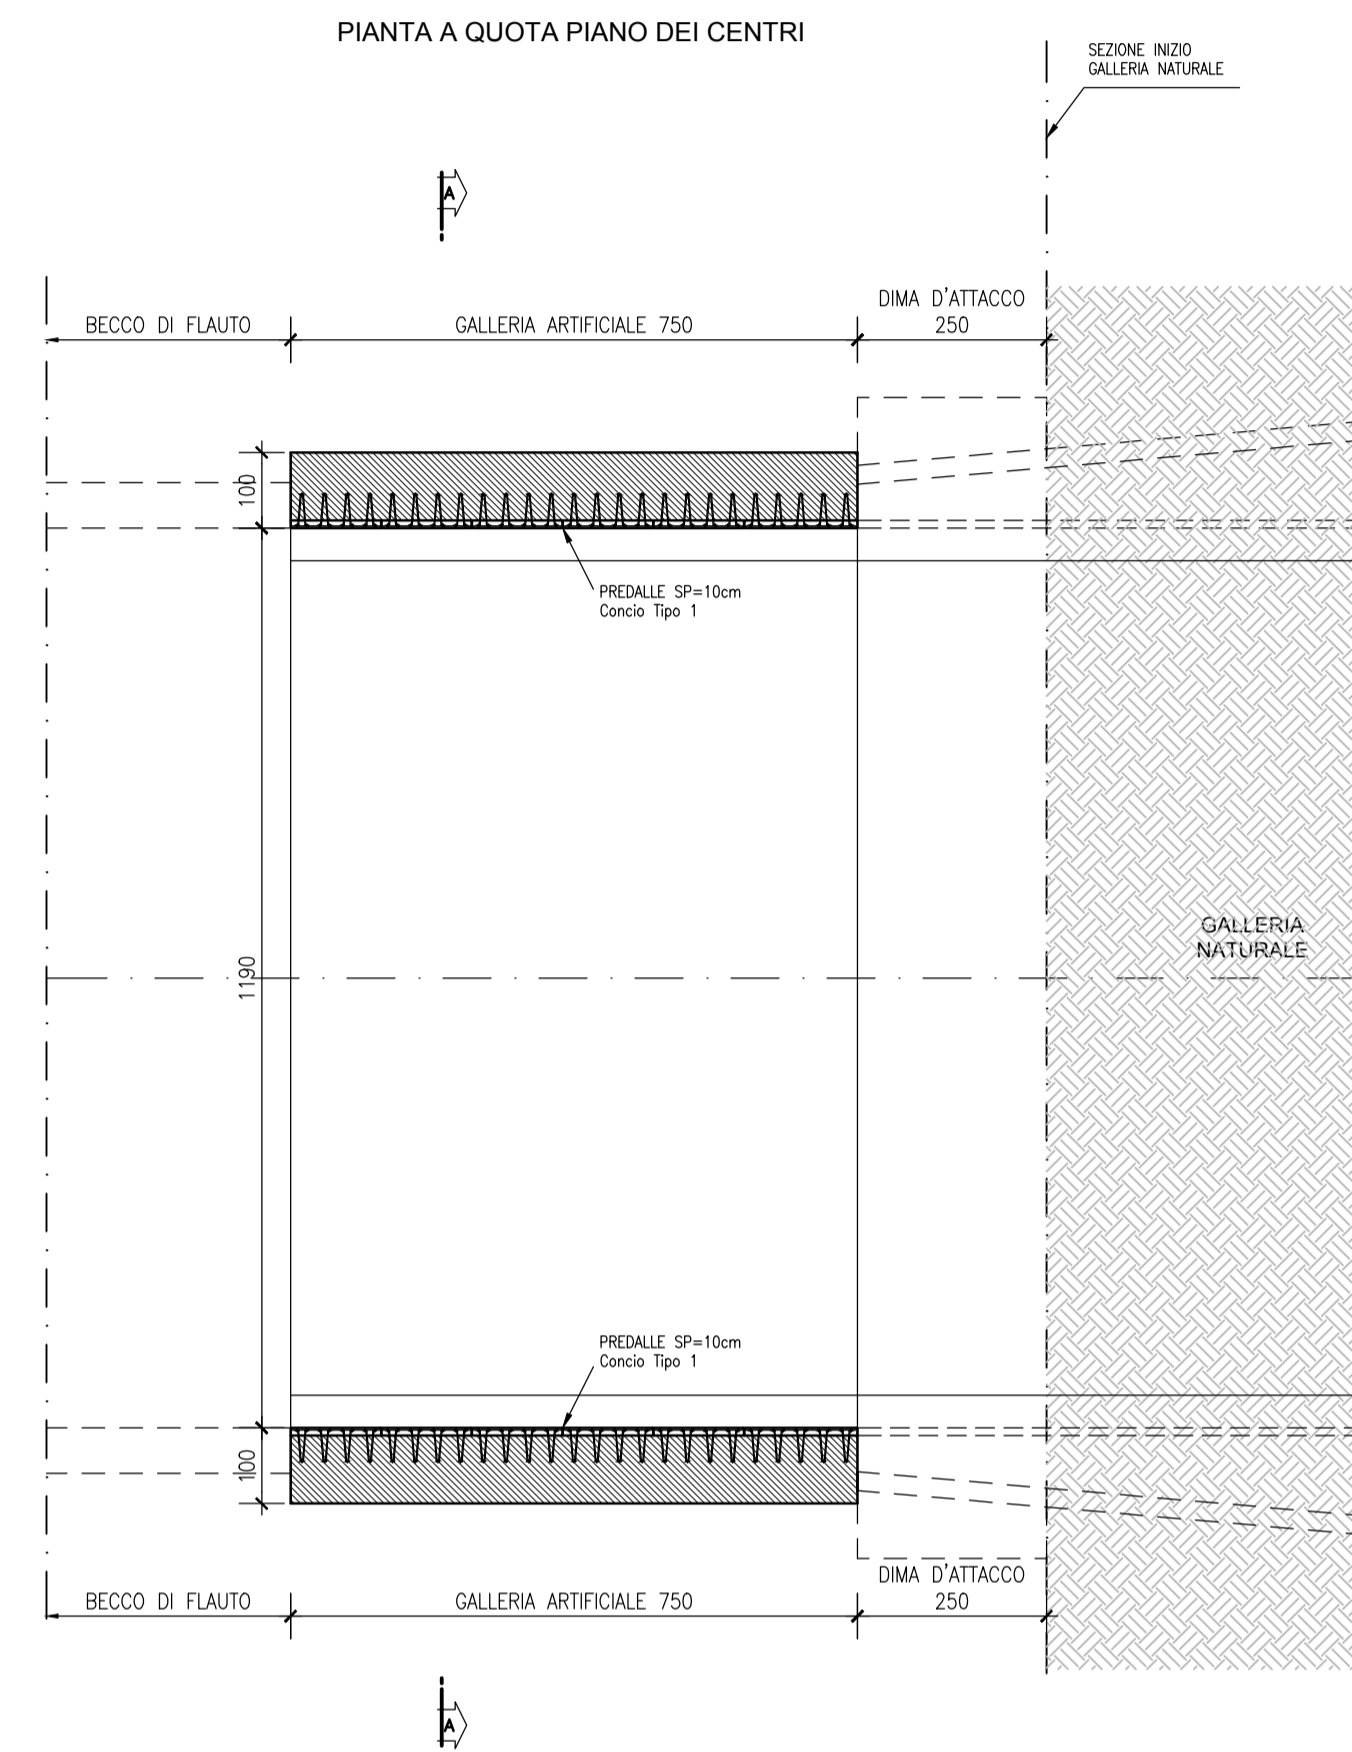 PIANTA A QUOTA PIANO DEI CENTRI
SEZIONE INIZIO
GALLERIA NATURALE
A
BECCO DI FLAUTO
GALLERIA ARTIFICIALE 750
DIMA D'ATTACCO
250
100
PREDALLE SP=10cm
Concio Tipo 1
GALLERIA
NATURALE
1190
PREDALLE SP=10cm
Concio Tipo 1
100
BECCO DI FLAUTO
GALLERIA ARTIFICIALE 750
DIMA D'ATTACCO
250
A